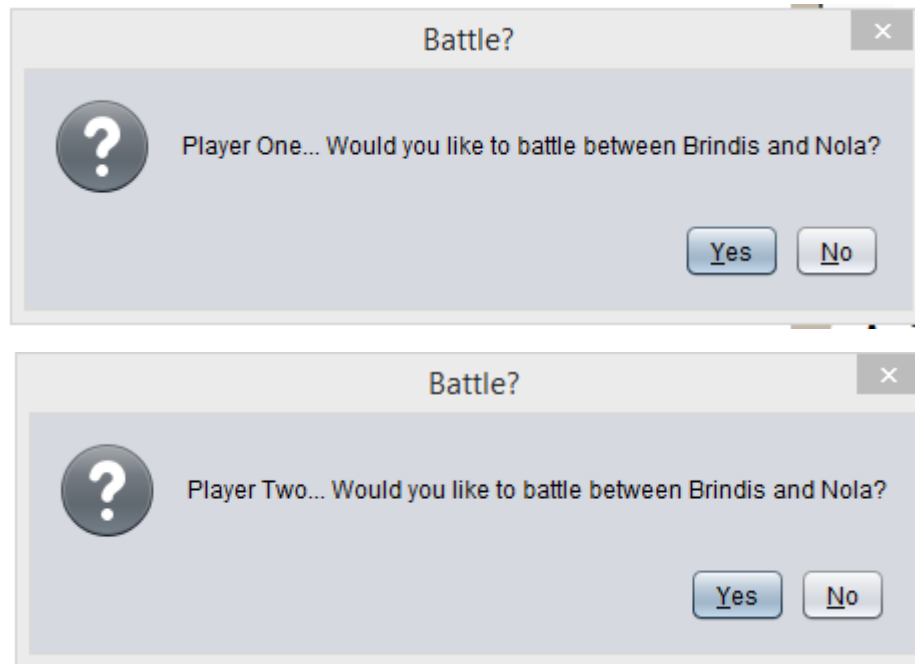 Battle?
Player One... Would you like to battle between Brindis and Nola?
Yes No
Battle?
Player Two... Would you like to battle between Brindis and Nola?
Yes No